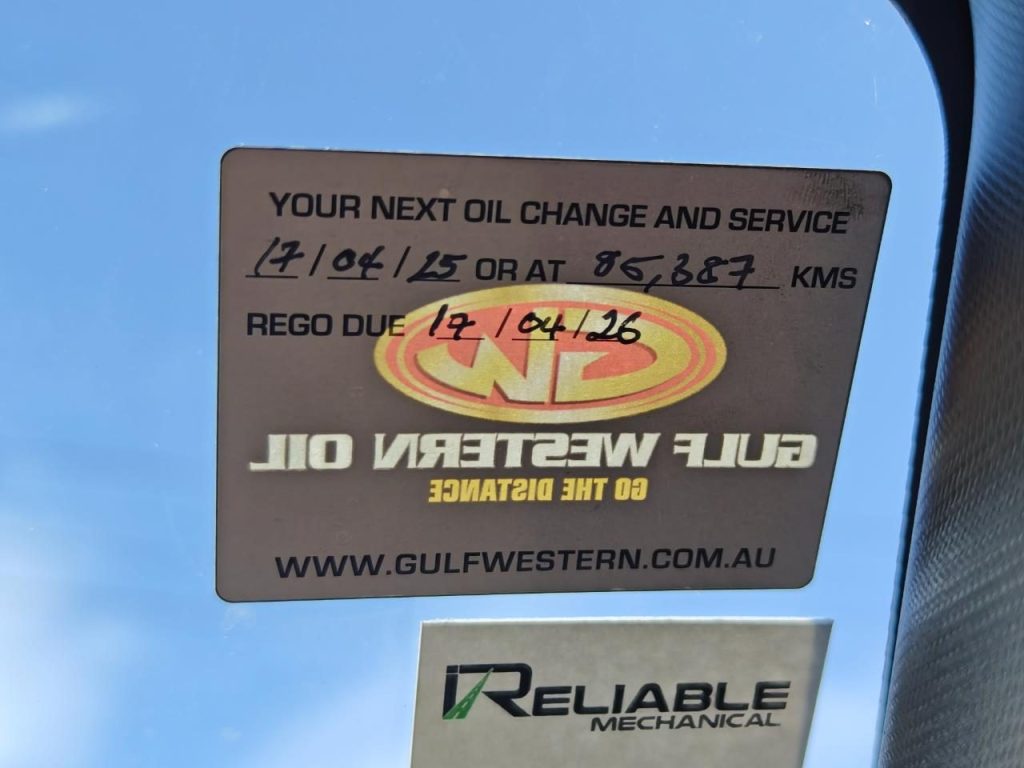 YOUR NEXT OIL CHANGE AND SERVICE
17/04/25 OR AT 85,387 KMS
REGO DUE 17/04/26
GW
GULF WESTERN OIL
GO THE DISTANCE
WWW.GULFWESTERN.COM.AU
RELIABLE
MECHANICAL